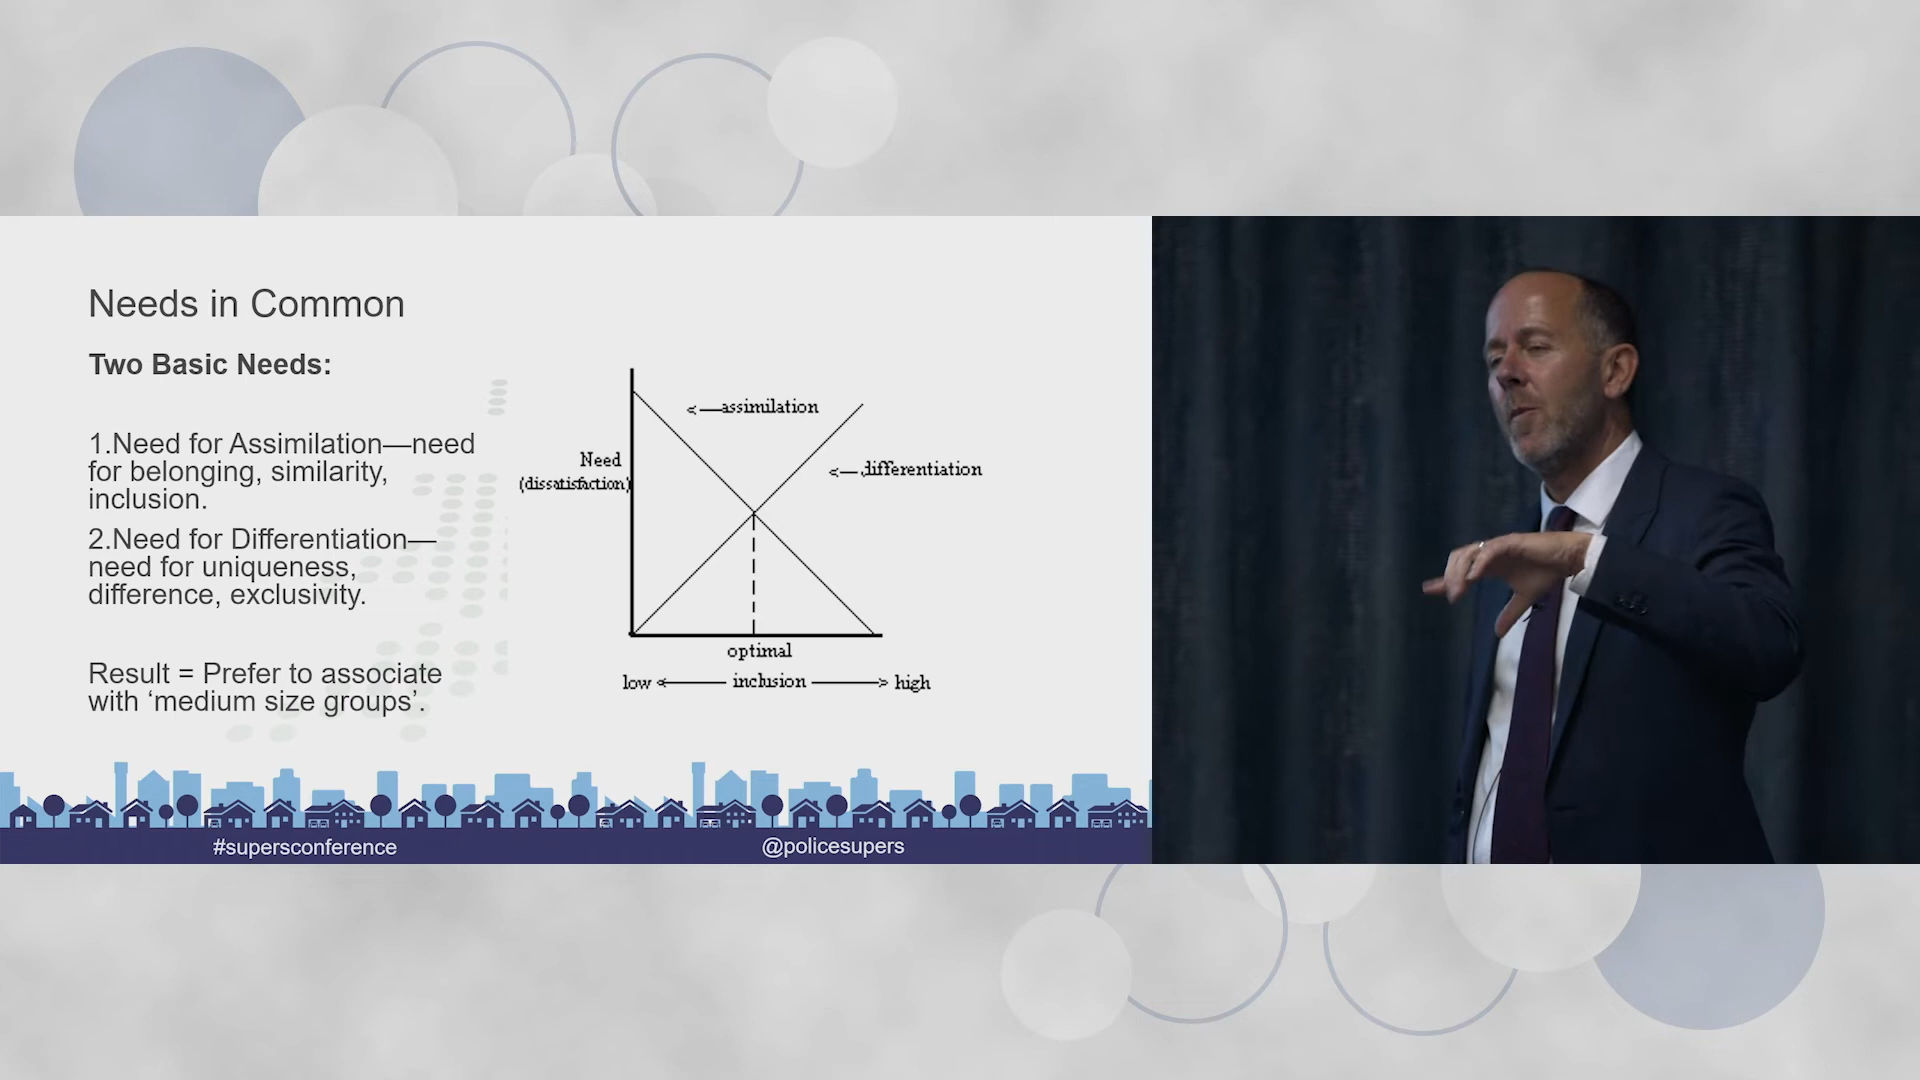 Needs in Common
Two Basic Needs:
1.Need for Assimilation—need
for belonging, similarity,
inclusion.
2.Need for Differentiation—
need for uniqueness,
difference, exclusivity.
Result = Prefer to associate
with ‘medium size groups’.
assimilation
differentiation
Need
(dissatisfaction)
optimal
low inclusion high
#supersconference
@policesupers